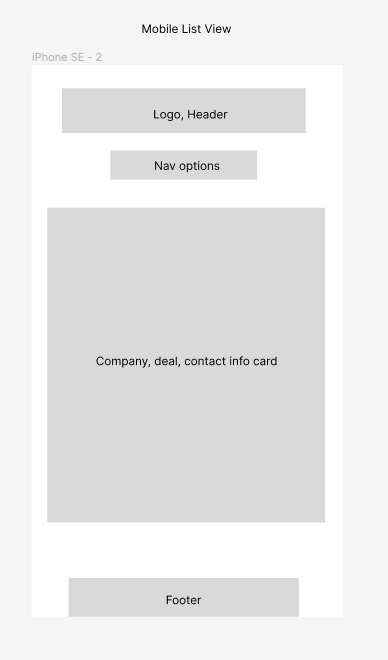 Mobile List View
iPhone SE - 2
Logo, Header
Nav options
Company, deal, contact info card
Footer